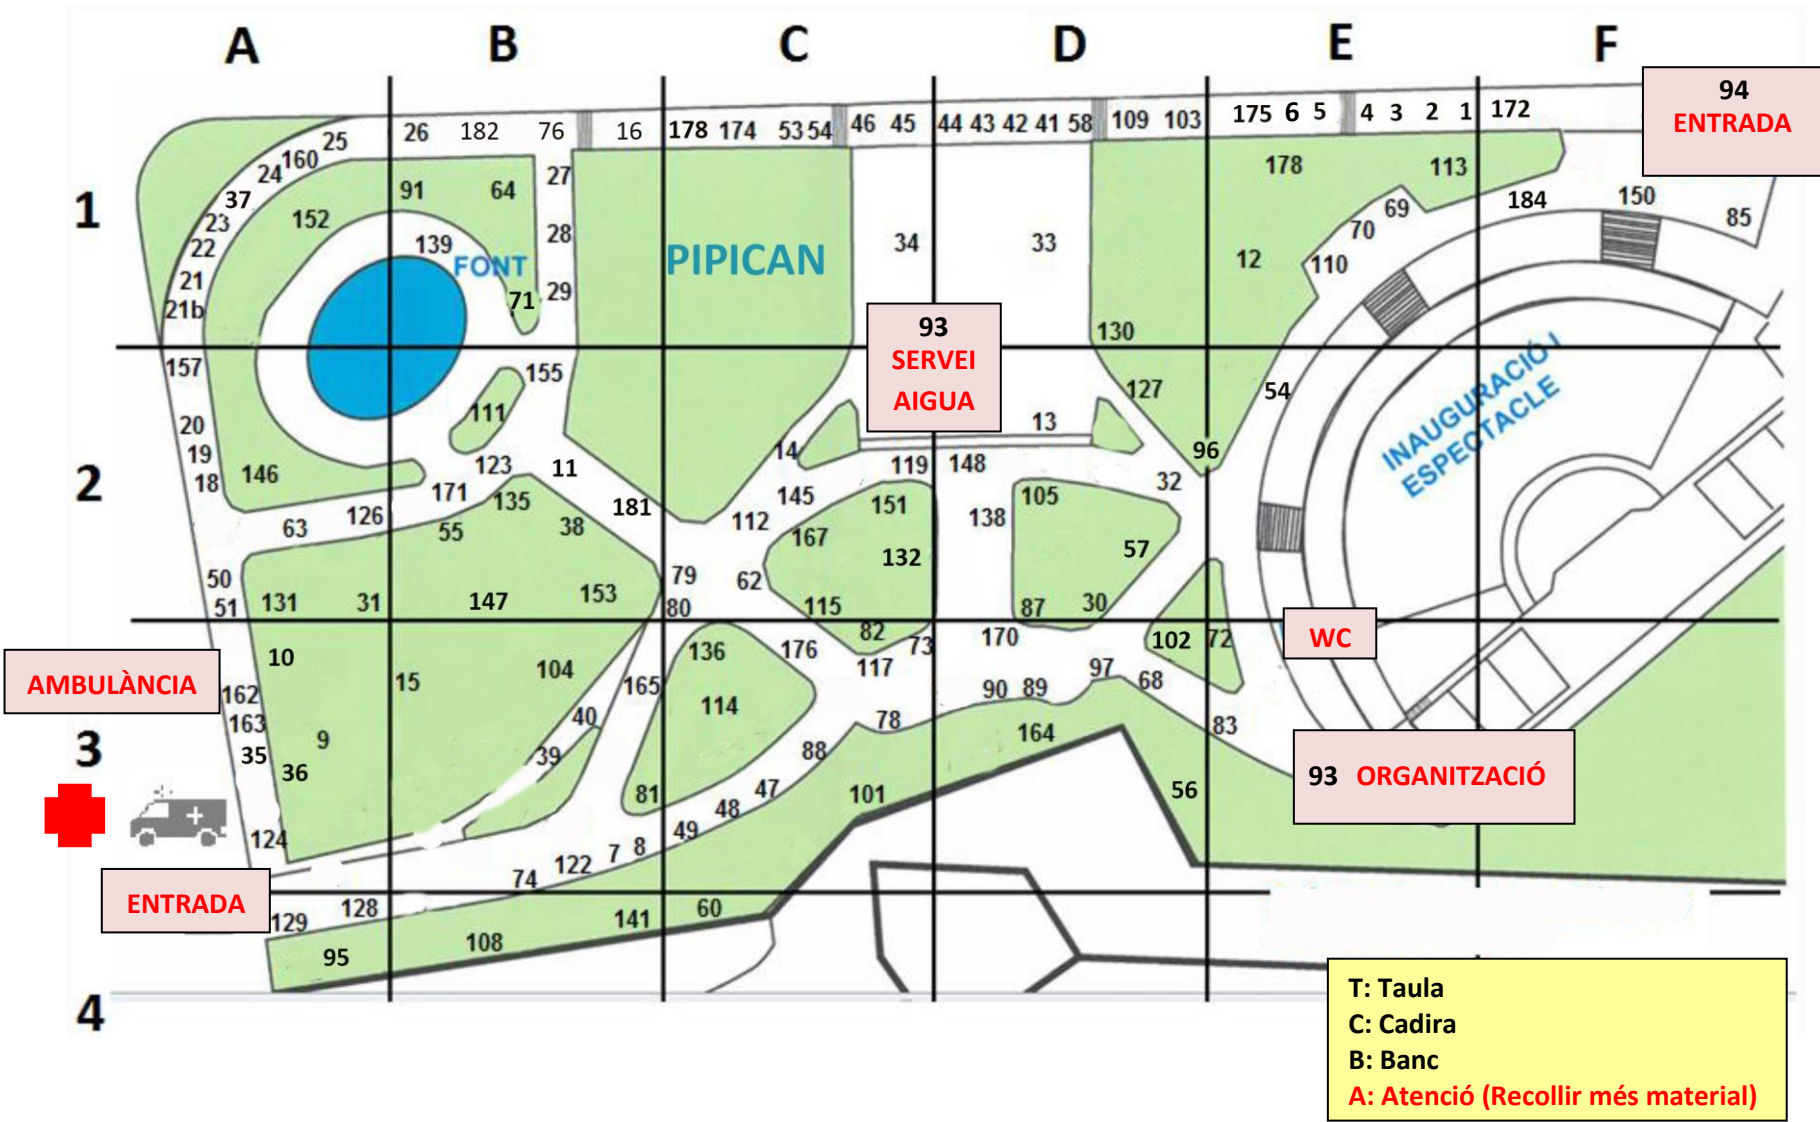 A B C D E F
94
ENTRADA
25 26 182 76 16 178 174 53 54 46 45 44 43 42 41 58 109 103 175 6 5 4 3 2 1 172
24 160 27 178 113
37 152 91 64 184 150 85
1
23 22 139 28 34 33 70 69
FONT PIPICAN 12 110
21 71 29
21b 130
93
SERVEI
AIGUA
157 155 127 54
INAUGURACIÓ I
ESPECTACLE
20 111 13
19 14 96
2
18 146 123 11 119 148 32
171 135 145 151 105
63 126 55 38 181 112 167 138
132 57
50 79 62
51 131 31 147 153 80 115 87 30
82 73 170 102 72
WC
10 104 136 176 117 97
AMBULÀNCIA
162 15 165 114 90 89 68
163 40 78 83
3
35 9 39 88 164
36 81 47 101 56
93 ORGANITZACIÓ
124 7 8 49 48
74 122
ENTRADA
129 128 141 60
95 108
4
T: Taula
C: Cadira
B: Banc
A: Atenció (Recollir més material)